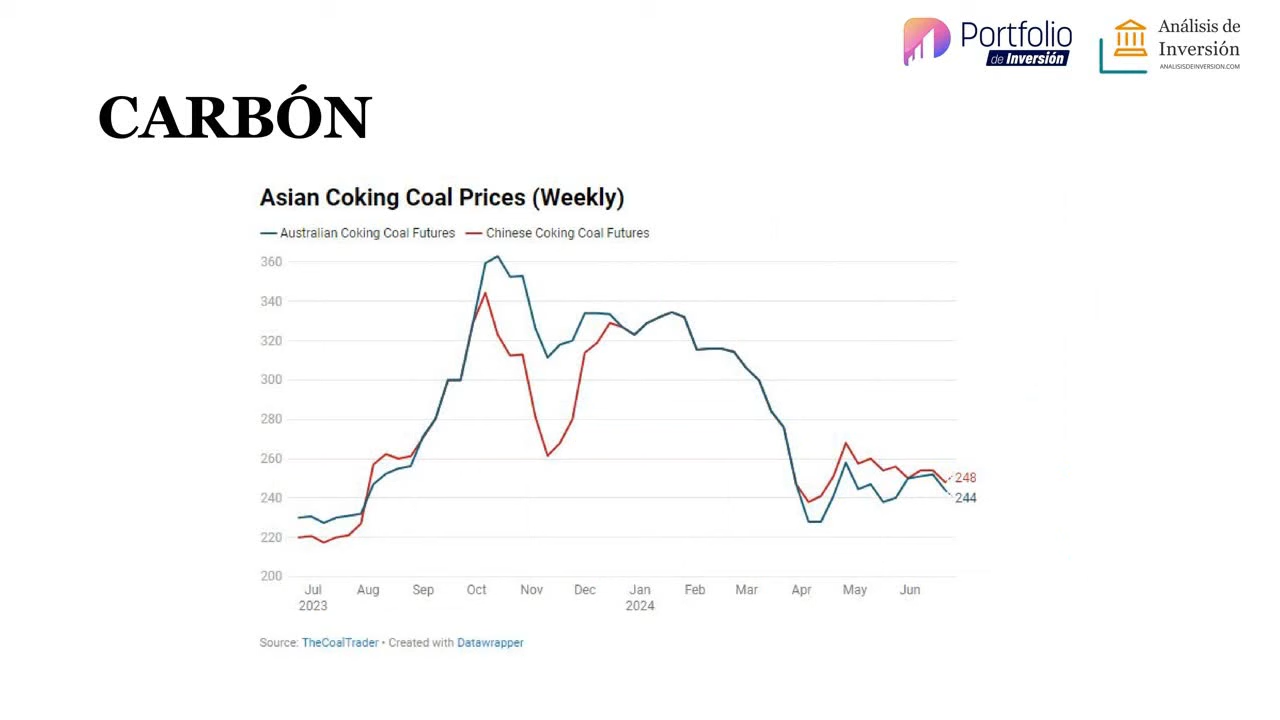 Portfolio
de Inversión
Análisis de
Inversión
ANALISISDEINVERSION.COM
CARBÓN
Asian Coking Coal Prices (Weekly)
Australian Coking Coal Futures Chinese Coking Coal Futures
360
340
320
300
280
260
240
220
200
248
244
Jul Aug Sep Oct Nov Dec Jan Feb Mar Apr May Jun
2023 2024
Source: TheCoalTrader • Created with Datawrapper